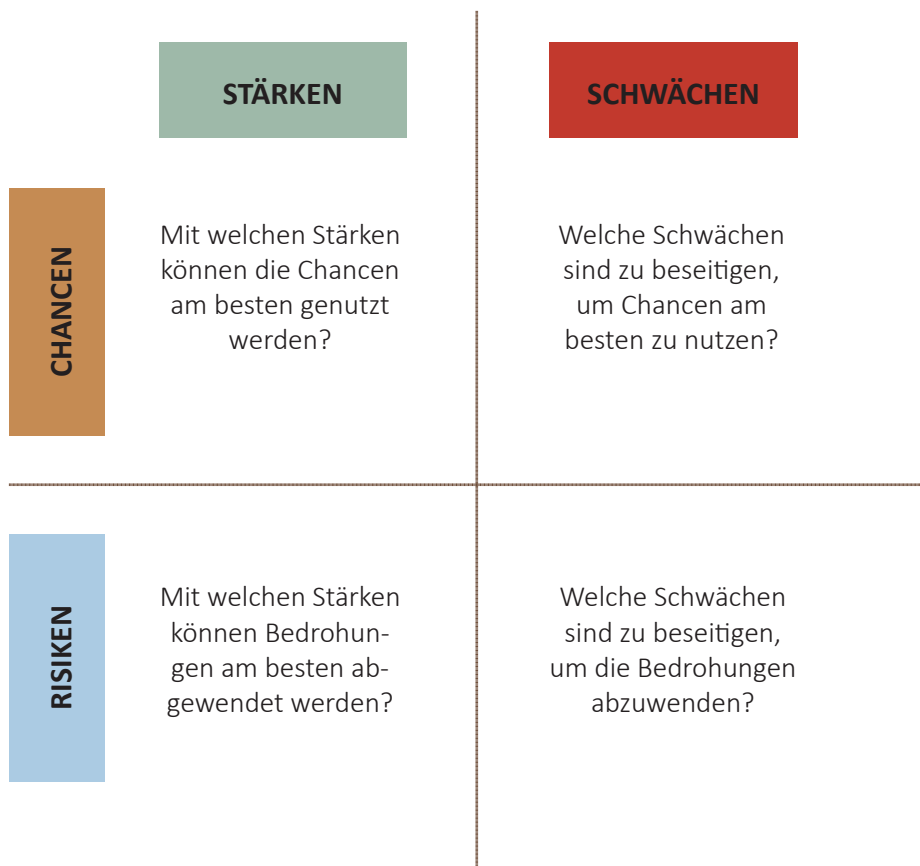 STÄRKEN
SCHWÄCHEN
CHANCEN
Mit welchen Stärken
können die Chancen
am besten genutzt
werden?
Welche Schwächen
sind zu beseitigen,
um Chancen am
besten zu nutzen?
RISIKEN
Mit welchen Stärken
können Bedrohun-
gen am besten ab-
gewendet werden?
Welche Schwächen
sind zu beseitigen,
um die Bedrohungen
abzuwenden?